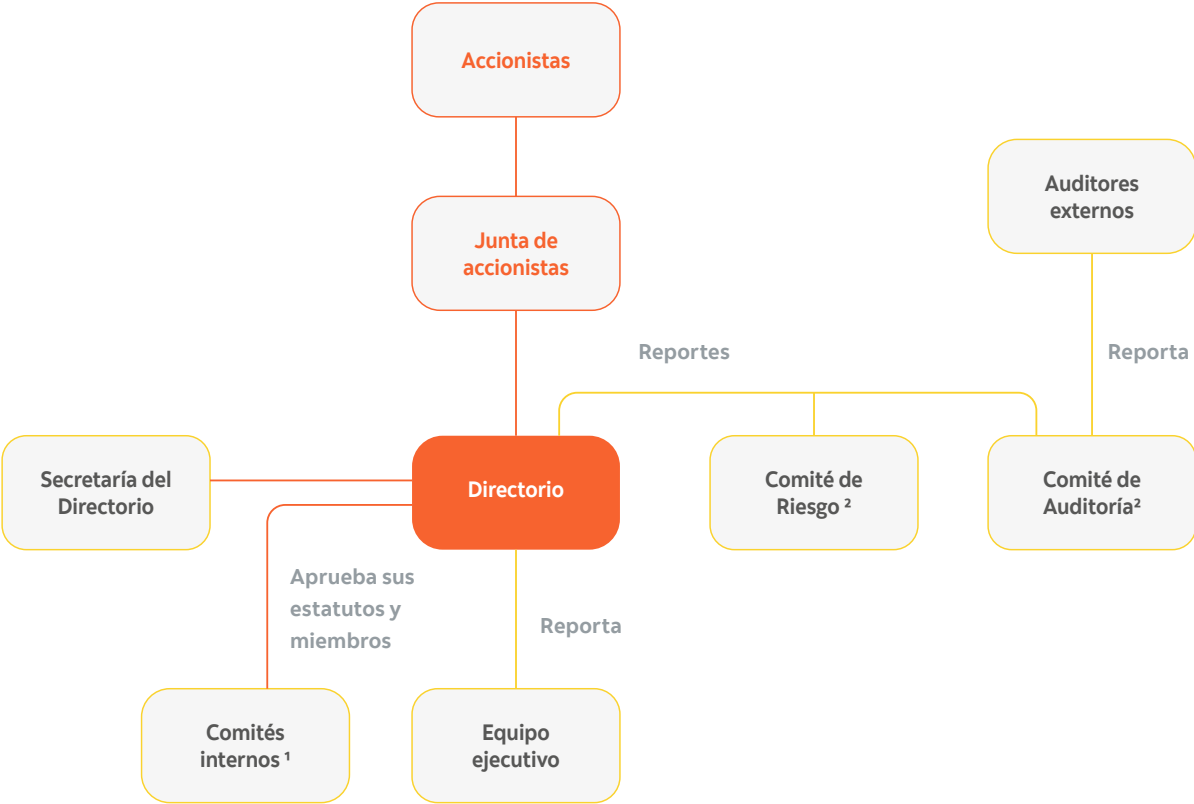 Accionistas
Auditores
externos
Junta de
accionistas
Reportes
Reporta
Secretaría del
Directorio
Directorio
Comité de
Riesgo ²
Comité de
Auditoría²
Aprueba sus
estatutos y
miembros
Reporta
Comités
internos ¹
Equipo
ejecutivo